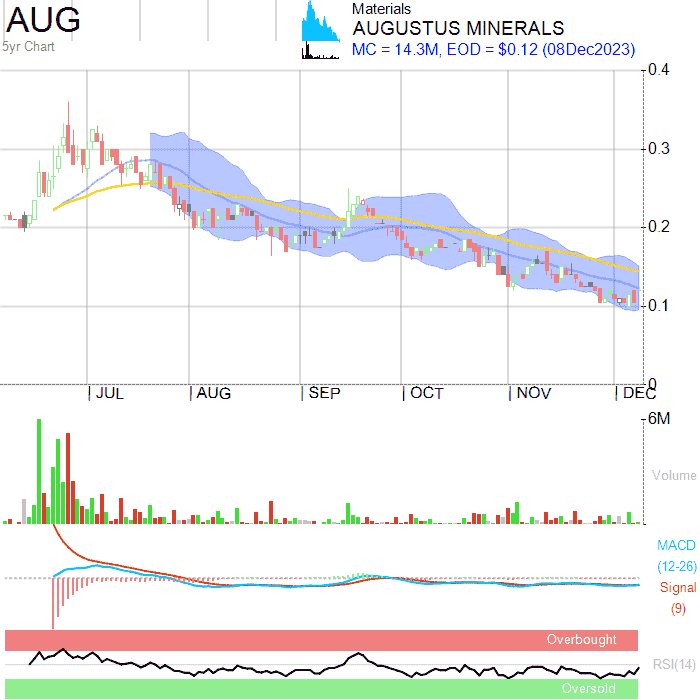 AUG
5yr Chart
Materials
AUGUSTUS MINERALS
MC = 14.3M, EOD = $0.12 (08Dec2023)
0.4
0.3
0.2
0.1
0
JUL AUG SEP OCT NOV DEC
6M
Volume
MACD
(12-26)
Signal
(9)
Overbought
RSI(14)
Oversold